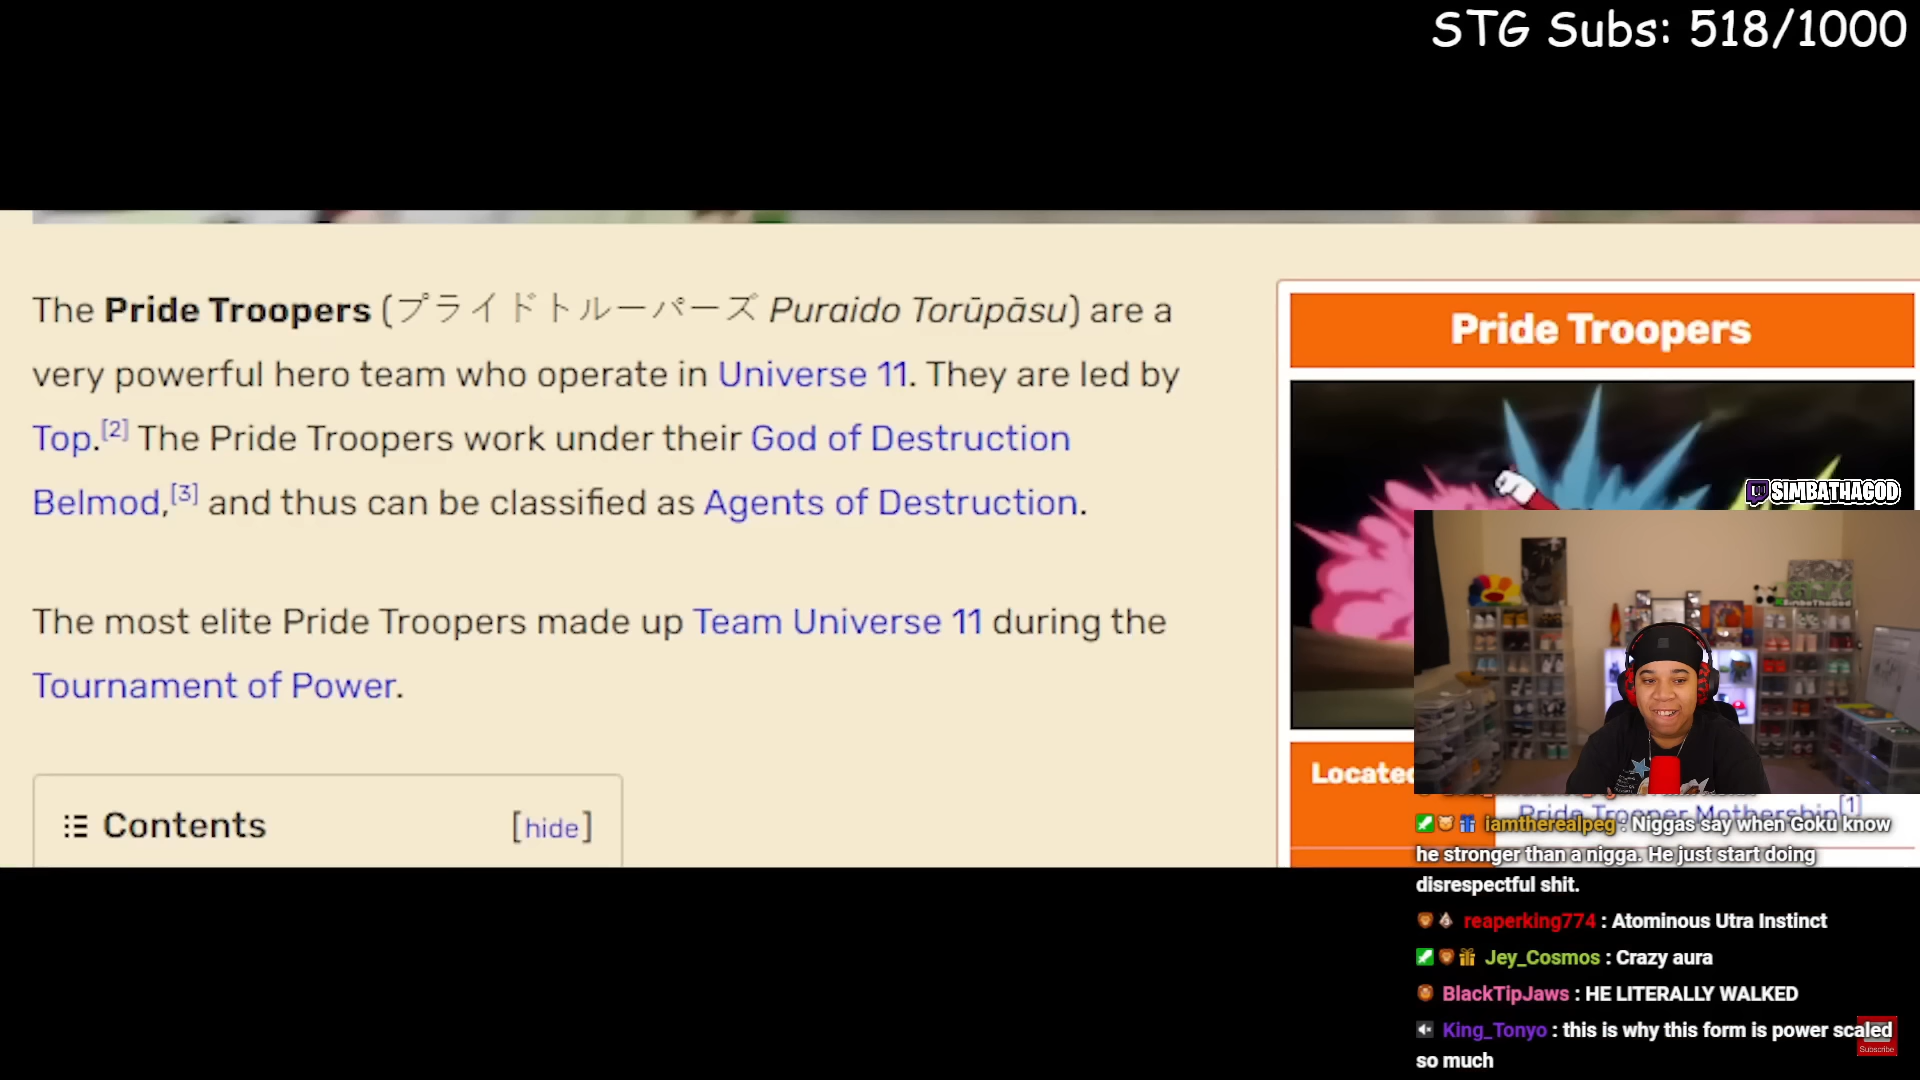 STG Subs: 518/1000
The Pride Troopers (プライドトルーパーズ Puraido Torūpāsu) are a
very powerful hero team who operate in Universe 11. They are led by
Top.[2] The Pride Troopers work under their God of Destruction
Belmod,[3] and thus can be classified as Agents of Destruction.
The most elite Pride Troopers made up Team Universe 11 during the
Tournament of Power.
Contents [hide]
Pride Troopers
SIMBATHAGOD
Located
Pride Trooper Mothership[1]
iamtherealpeg : Niggas say when Goku know
he stronger than a nigga. He just start doing
disrespectful shit.
reaperking774 : Atominous Utra Instinct
Jey_Cosmos : Crazy aura
BlackTipJaws : HE LITERALLY WALKED
King_Tonyo : this is why this form is power scaled
so much
Subscribe